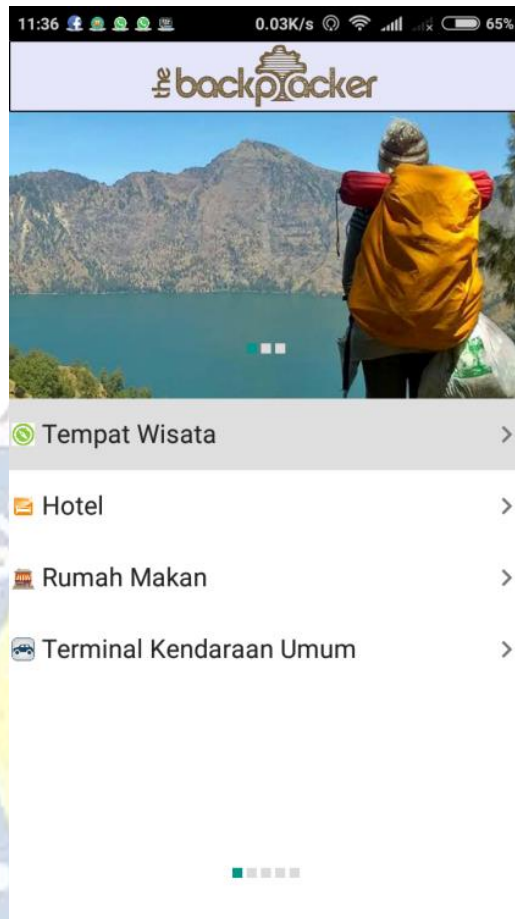 11:36 0.03K/s 65%
the backpacker
Tempat Wisata
Hotel
Rumah Makan
Terminal Kendaraan Umum